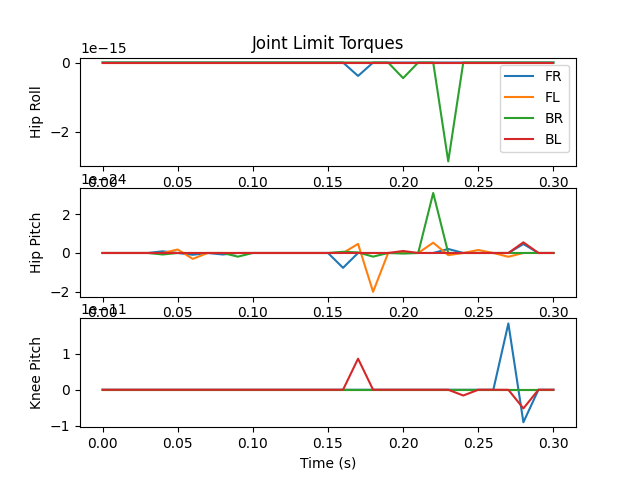 Joint Limit Torques
1e−15
0
−2
Hip Roll
FR
FL
BR
BL
0.00 0.05 0.10 0.15 0.20 0.25 0.30
1e−24
2
0
−2
Hip Pitch
0.00 0.05 0.10 0.15 0.20 0.25 0.30
1e−11
1
0
−1
Knee Pitch
0.00 0.05 0.10 0.15 0.20 0.25 0.30
Time (s)